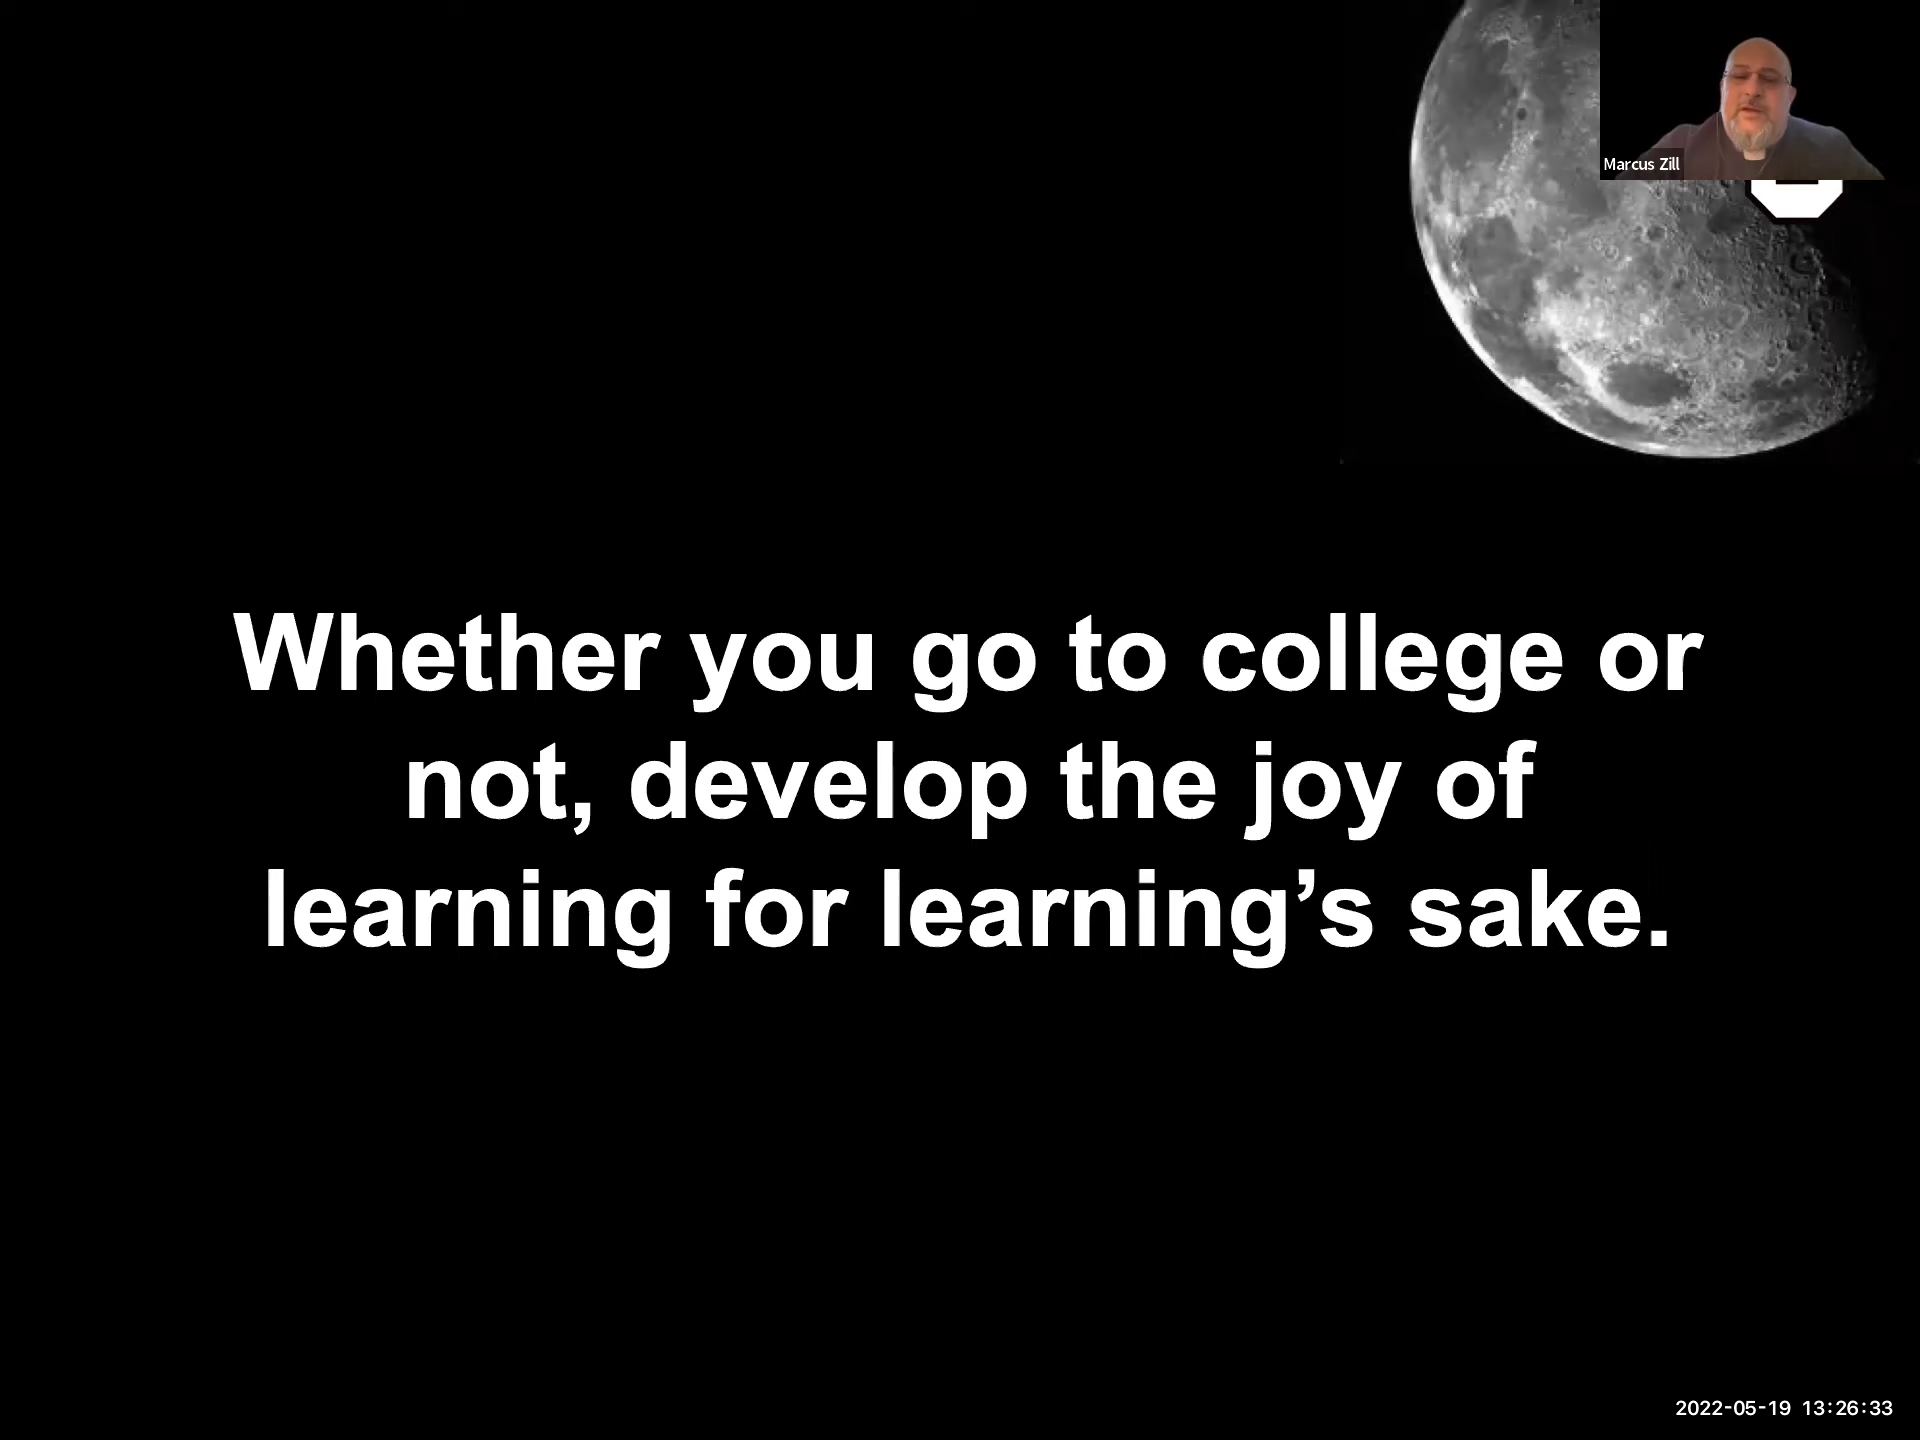 Marcus Zill
Whether you go to college or
not, develop the joy of
learning for learning’s sake.
2022-05-19 13:26:33